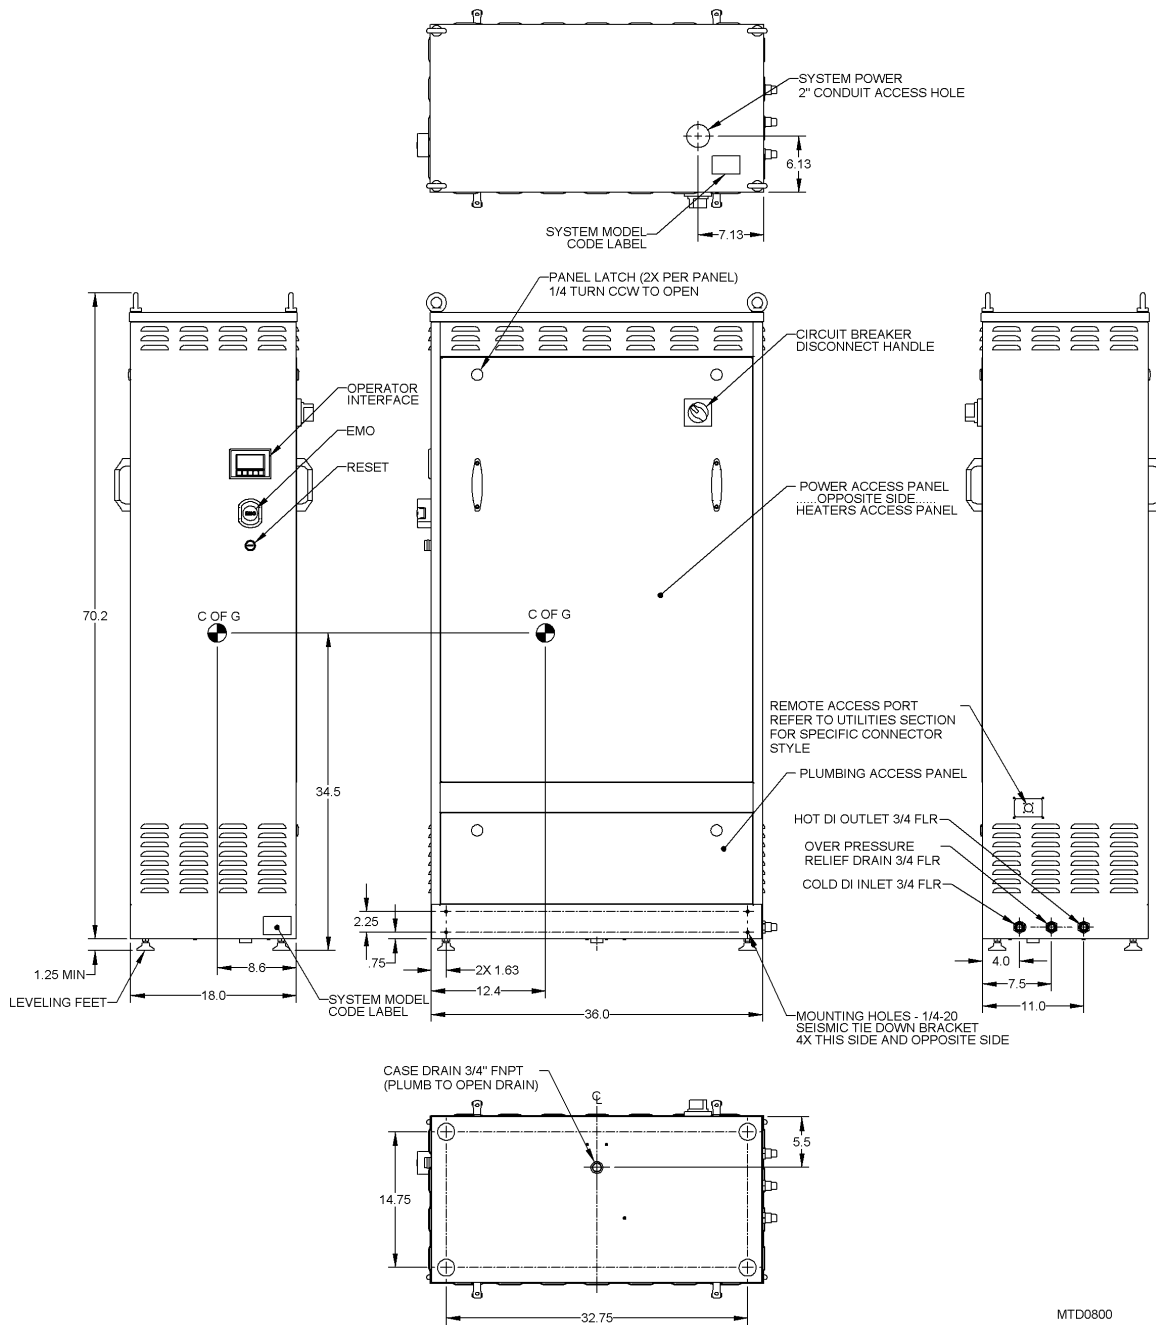 SYSTEM POWER
2" CONDUIT ACCESS HOLE
6.13
SYSTEM MODEL
CODE LABEL
7.13
PANEL LATCH (2X PER PANEL)
1/4 TURN CCW TO OPEN
CIRCUIT BREAKER
DISCONNECT HANDLE
OPERATOR
INTERFACE
EMO
RESET
POWER ACCESS PANEL
......OPPOSITE SIDE......
HEATERS ACCESS PANEL
70.2
C OF G
C OF G
REMOTE ACCESS PORT
REFER TO UTILITIES SECTION
FOR SPECIFIC CONNECTOR
STYLE
34.5
PLUMBING ACCESS PANEL
HOT DI OUTLET 3/4 FLR
OVER PRESSURE
RELIEF DRAIN 3/4 FLR
COLD DI INLET 3/4 FLR
2.25
.75
1.25 MIN
8.6
2X 1.63
4.0
LEVELING FEET
18.0
SYSTEM MODEL
CODE LABEL
12.4
7.5
36.0
11.0
MOUNTING HOLES - 1/4-20
SEISMIC TIE DOWN BRACKET
4X THIS SIDE AND OPPOSITE SIDE
CASE DRAIN 3/4" FNPT
(PLUMB TO OPEN DRAIN)
CL
5.5
14.75
32.75
MTD0800